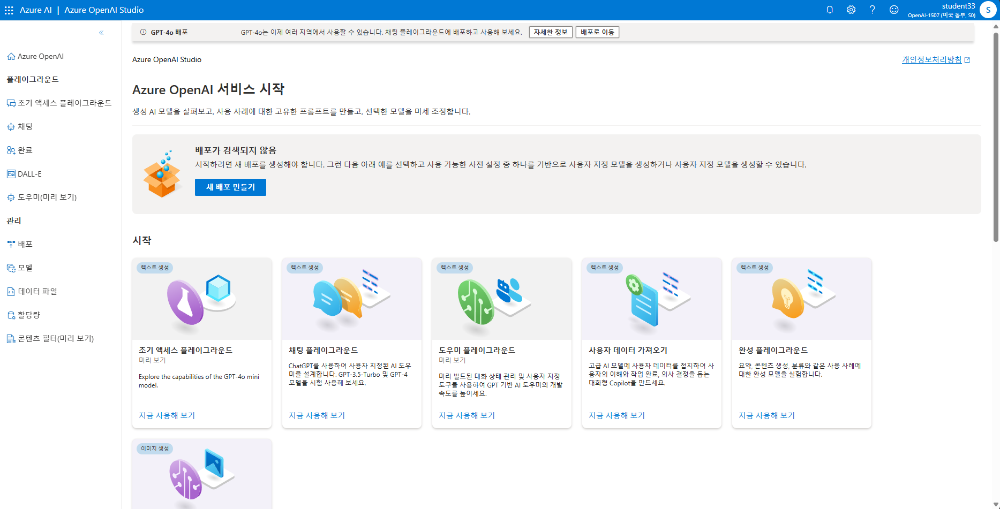 Azure AI | Azure OpenAI Studio
student33
OpenAI-1507 (미국 동부, S0)
S
GPT-4o 배포
GPT-4o는 이제 여러 지역에서 사용할 수 있습니다. 채팅 플레이그라운드에 배포하고 사용해 보세요.
자세한 정보
배포로 이동
Azure OpenAI
플레이그라운드
초기 액세스 플레이그라운드
채팅
완료
DALL-E
도우미(미리 보기)
관리
배포
모델
데이터 파일
할당량
콘텐츠 필터(미리 보기)
Azure OpenAI Studio
개인정보처리방침
Azure OpenAI 서비스 시작
생성 AI 모델을 살펴보고, 사용 사례에 대한 고유한 프롬프트를 만들고, 선택한 모델을 미세 조정합니다.
배포가 검색되지 않음
시작하려면 새 배포를 생성해야 합니다. 그런 다음 아래 예를 선택하고 사용 가능한 사전 설정 중 하나를 기반으로 사용자 지정 모델을 생성하거나 사용자 지정 모델을 생성할 수 있습니다.
새 배포 만들기
시작
텍스트 생성
초기 액세스 플레이그라운드
미리 보기
Explore the capabilities of the GPT-4o mini
model.
지금 사용해 보기
텍스트 생성
채팅 플레이그라운드
ChatGPT를 사용하여 사용자 지정된 AI 도우
미를 설계합니다. GPT-3.5-Turbo 및 GPT-4
모델을 시험 사용해 보세요.
지금 사용해 보기
텍스트 생성
도우미 플레이그라운드
미리 보기
미리 빌드된 대화 상태 관리 및 사용자 지정
도구를 사용하여 GPT 기반 AI 도우미의 개발
속도를 높이세요.
지금 사용해 보기
텍스트 생성
사용자 데이터 가져오기
고급 AI 모델에 사용자 데이터를 접지하여 사
용자의 이해와 작업 완료, 의사 결정을 돕는
대화형 Copilot을 만드세요.
지금 사용해 보기
텍스트 생성
완성 플레이그라운드
요약, 콘텐츠 생성, 분류와 같은 사용 사례에
대한 완성 모델을 실험합니다.
지금 사용해 보기
이미지 생성